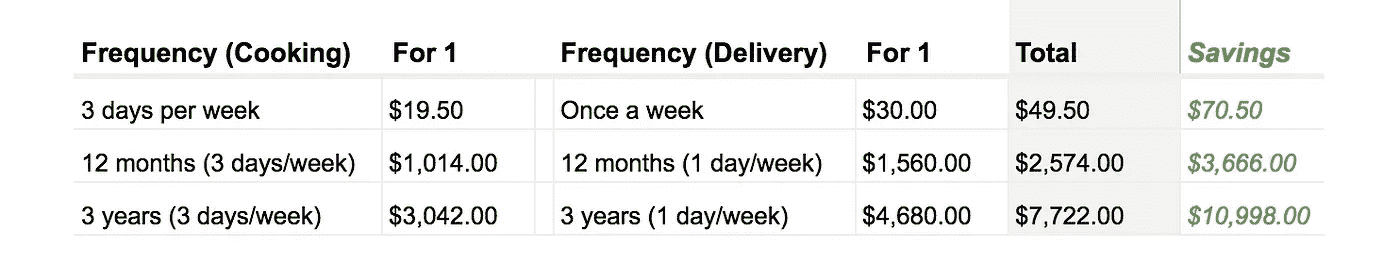 Frequency (Cooking) For 1 Frequency (Delivery) For 1 Total Savings
3 days per week $19.50 Once a week $30.00 $49.50 $70.50
12 months (3 days/week) $1,014.00 12 months (1 day/week) $1,560.00 $2,574.00 $3,666.00
3 years (3 days/week) $3,042.00 3 years (1 day/week) $4,680.00 $7,722.00 $10,998.00